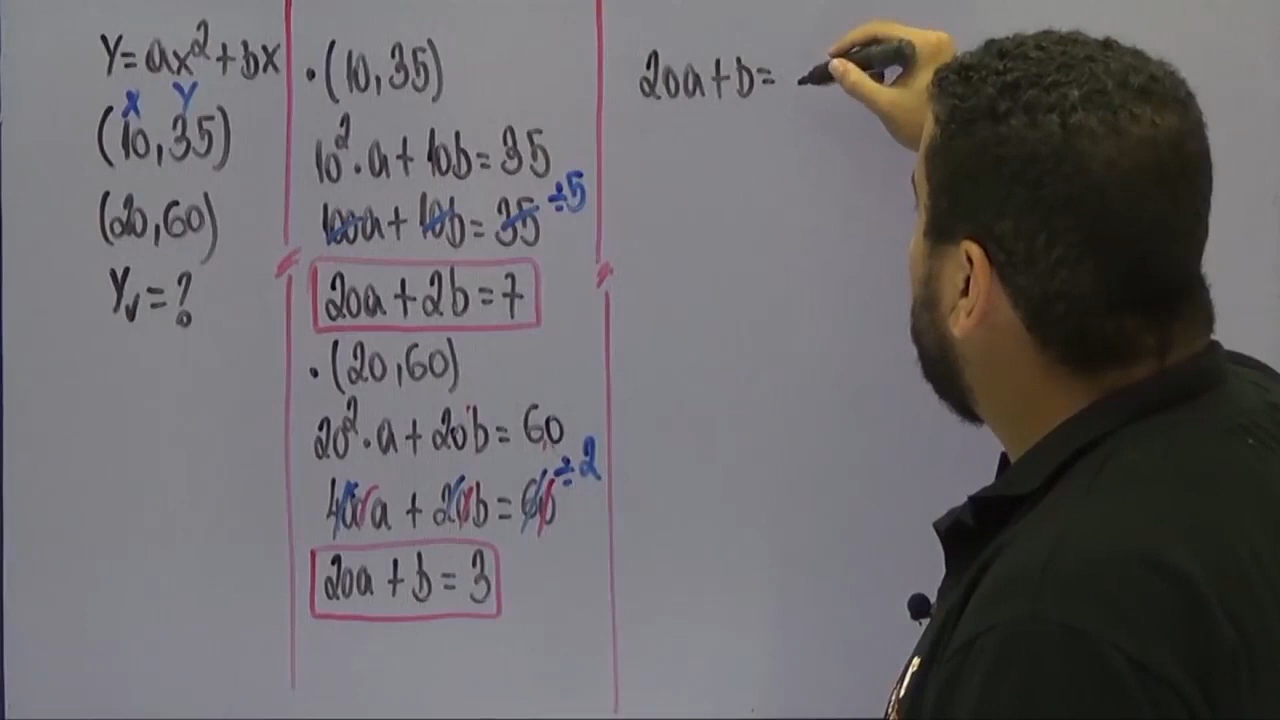 Y=ax²+bx
X Y
(10,35)
(20,60)
Yᵥ=?
•(10,35)
10²•a+10b=35
100a+10b=35 ÷5
20a+2b=7
•(20,60)
20²•a+20b=60
400a+20b=60 ÷2
20a+b=3
20a+b=